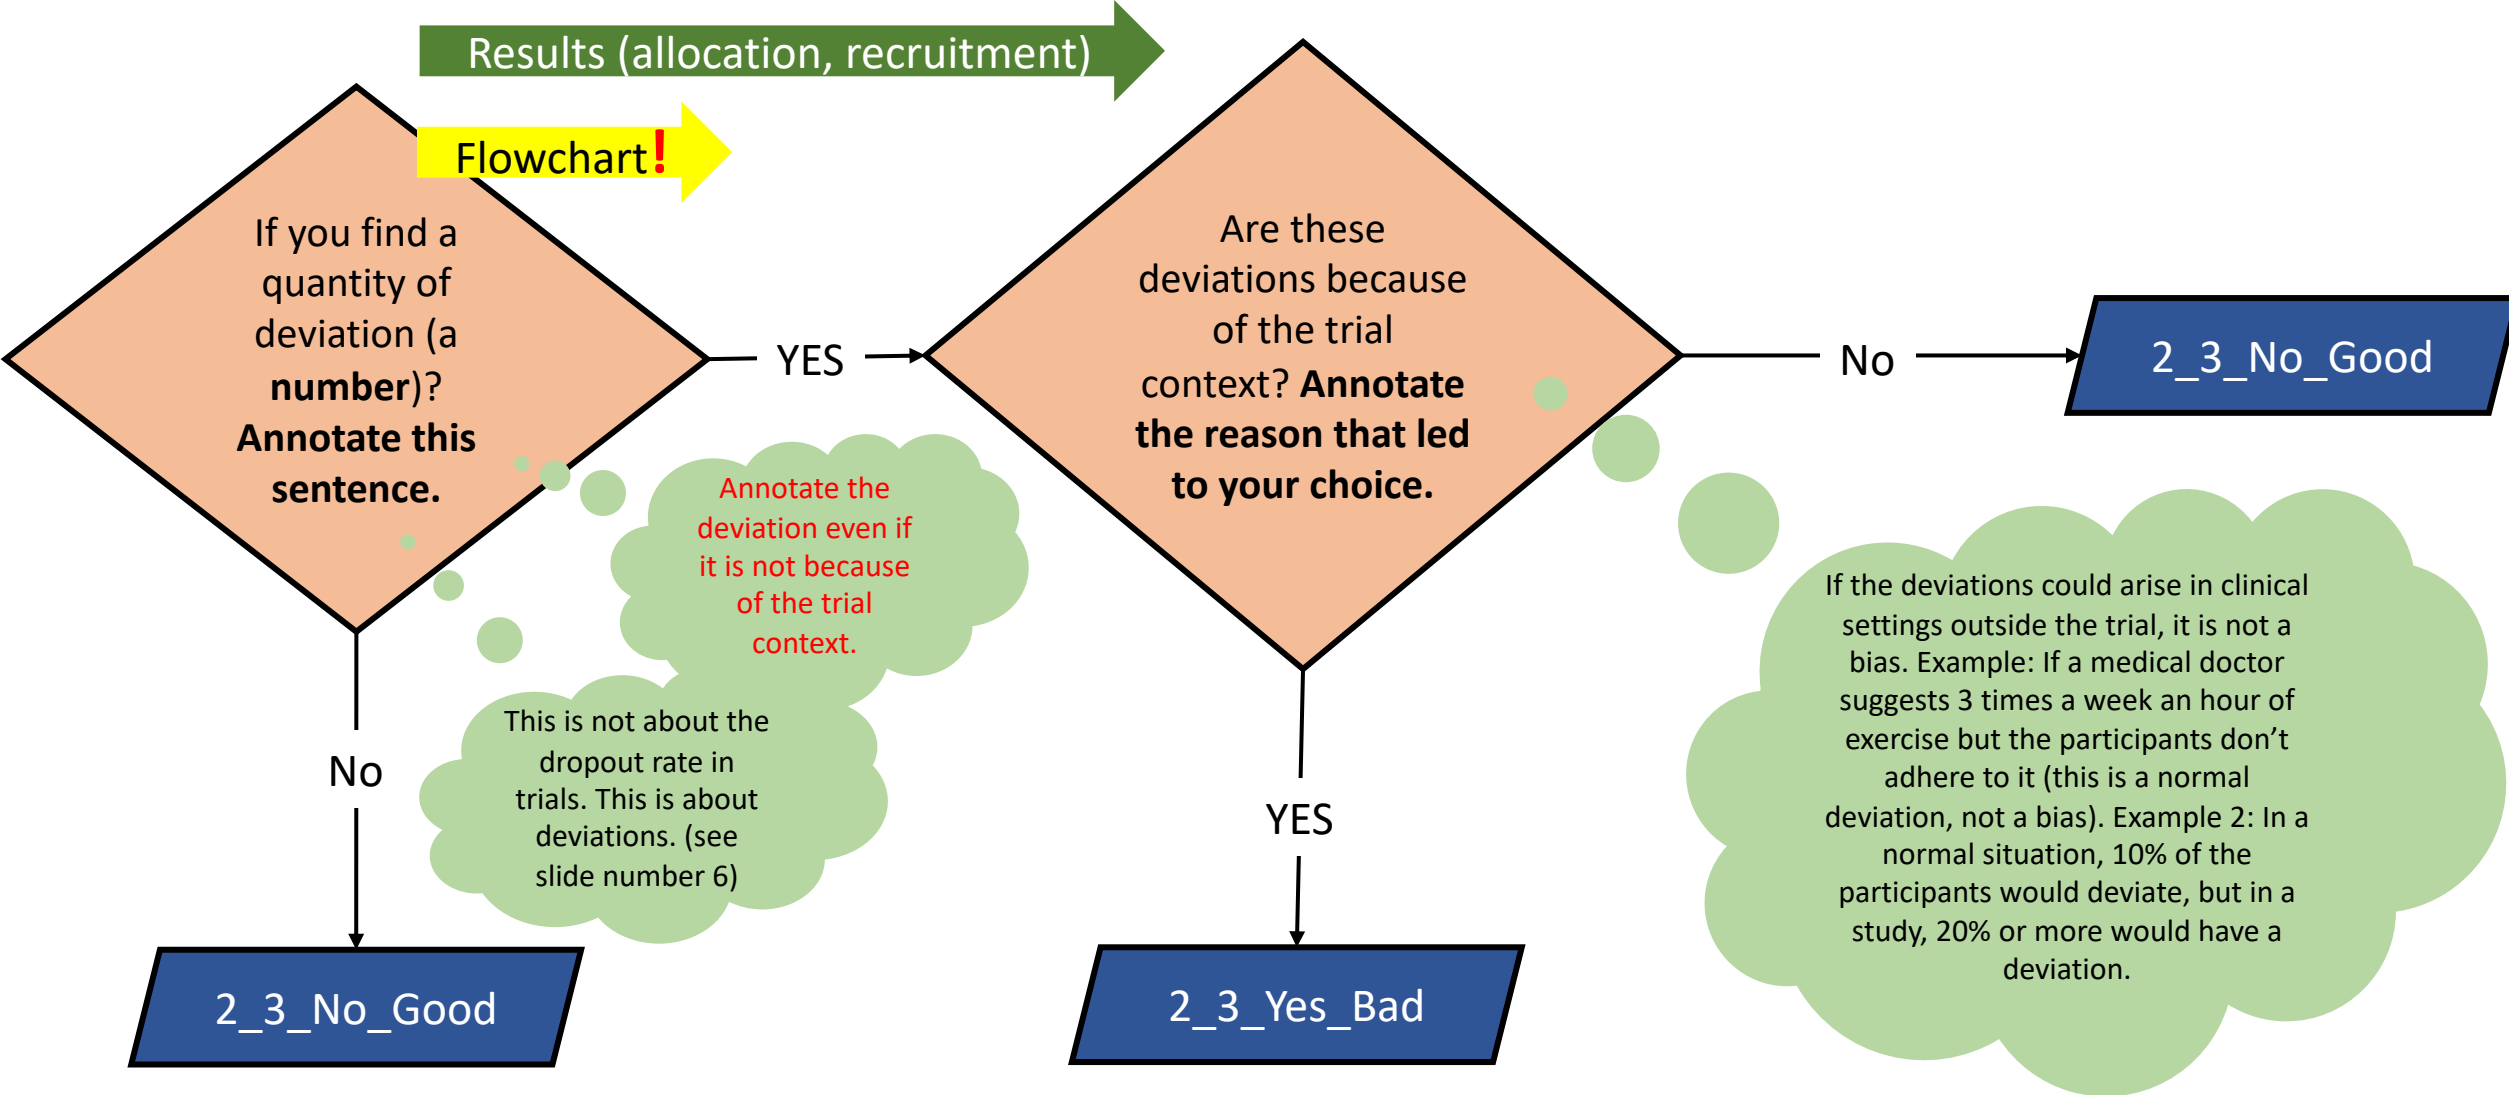 Results (allocation, recruitment)
Flowchart!
If you find a
quantity of
deviation (a
number)?
Annotate this
sentence.
YES
Are these
deviations because
of the trial
context? Annotate
the reason that led
to your choice.
No
2_3_No_Good
Annotate the
deviation even if
it is not because
of the trial
context.
This is not about the
dropout rate in
trials. This is about
deviations. (see
slide number 6)
If the deviations could arise in clinical
settings outside the trial, it is not a
bias. Example: If a medical doctor
suggests 3 times a week an hour of
exercise but the participants don’t
adhere to it (this is a normal
deviation, not a bias). Example 2: In a
normal situation, 10% of the
participants would deviate, but in a
study, 20% or more would have a
deviation.
No
YES
2_3_No_Good
2_3_Yes_Bad